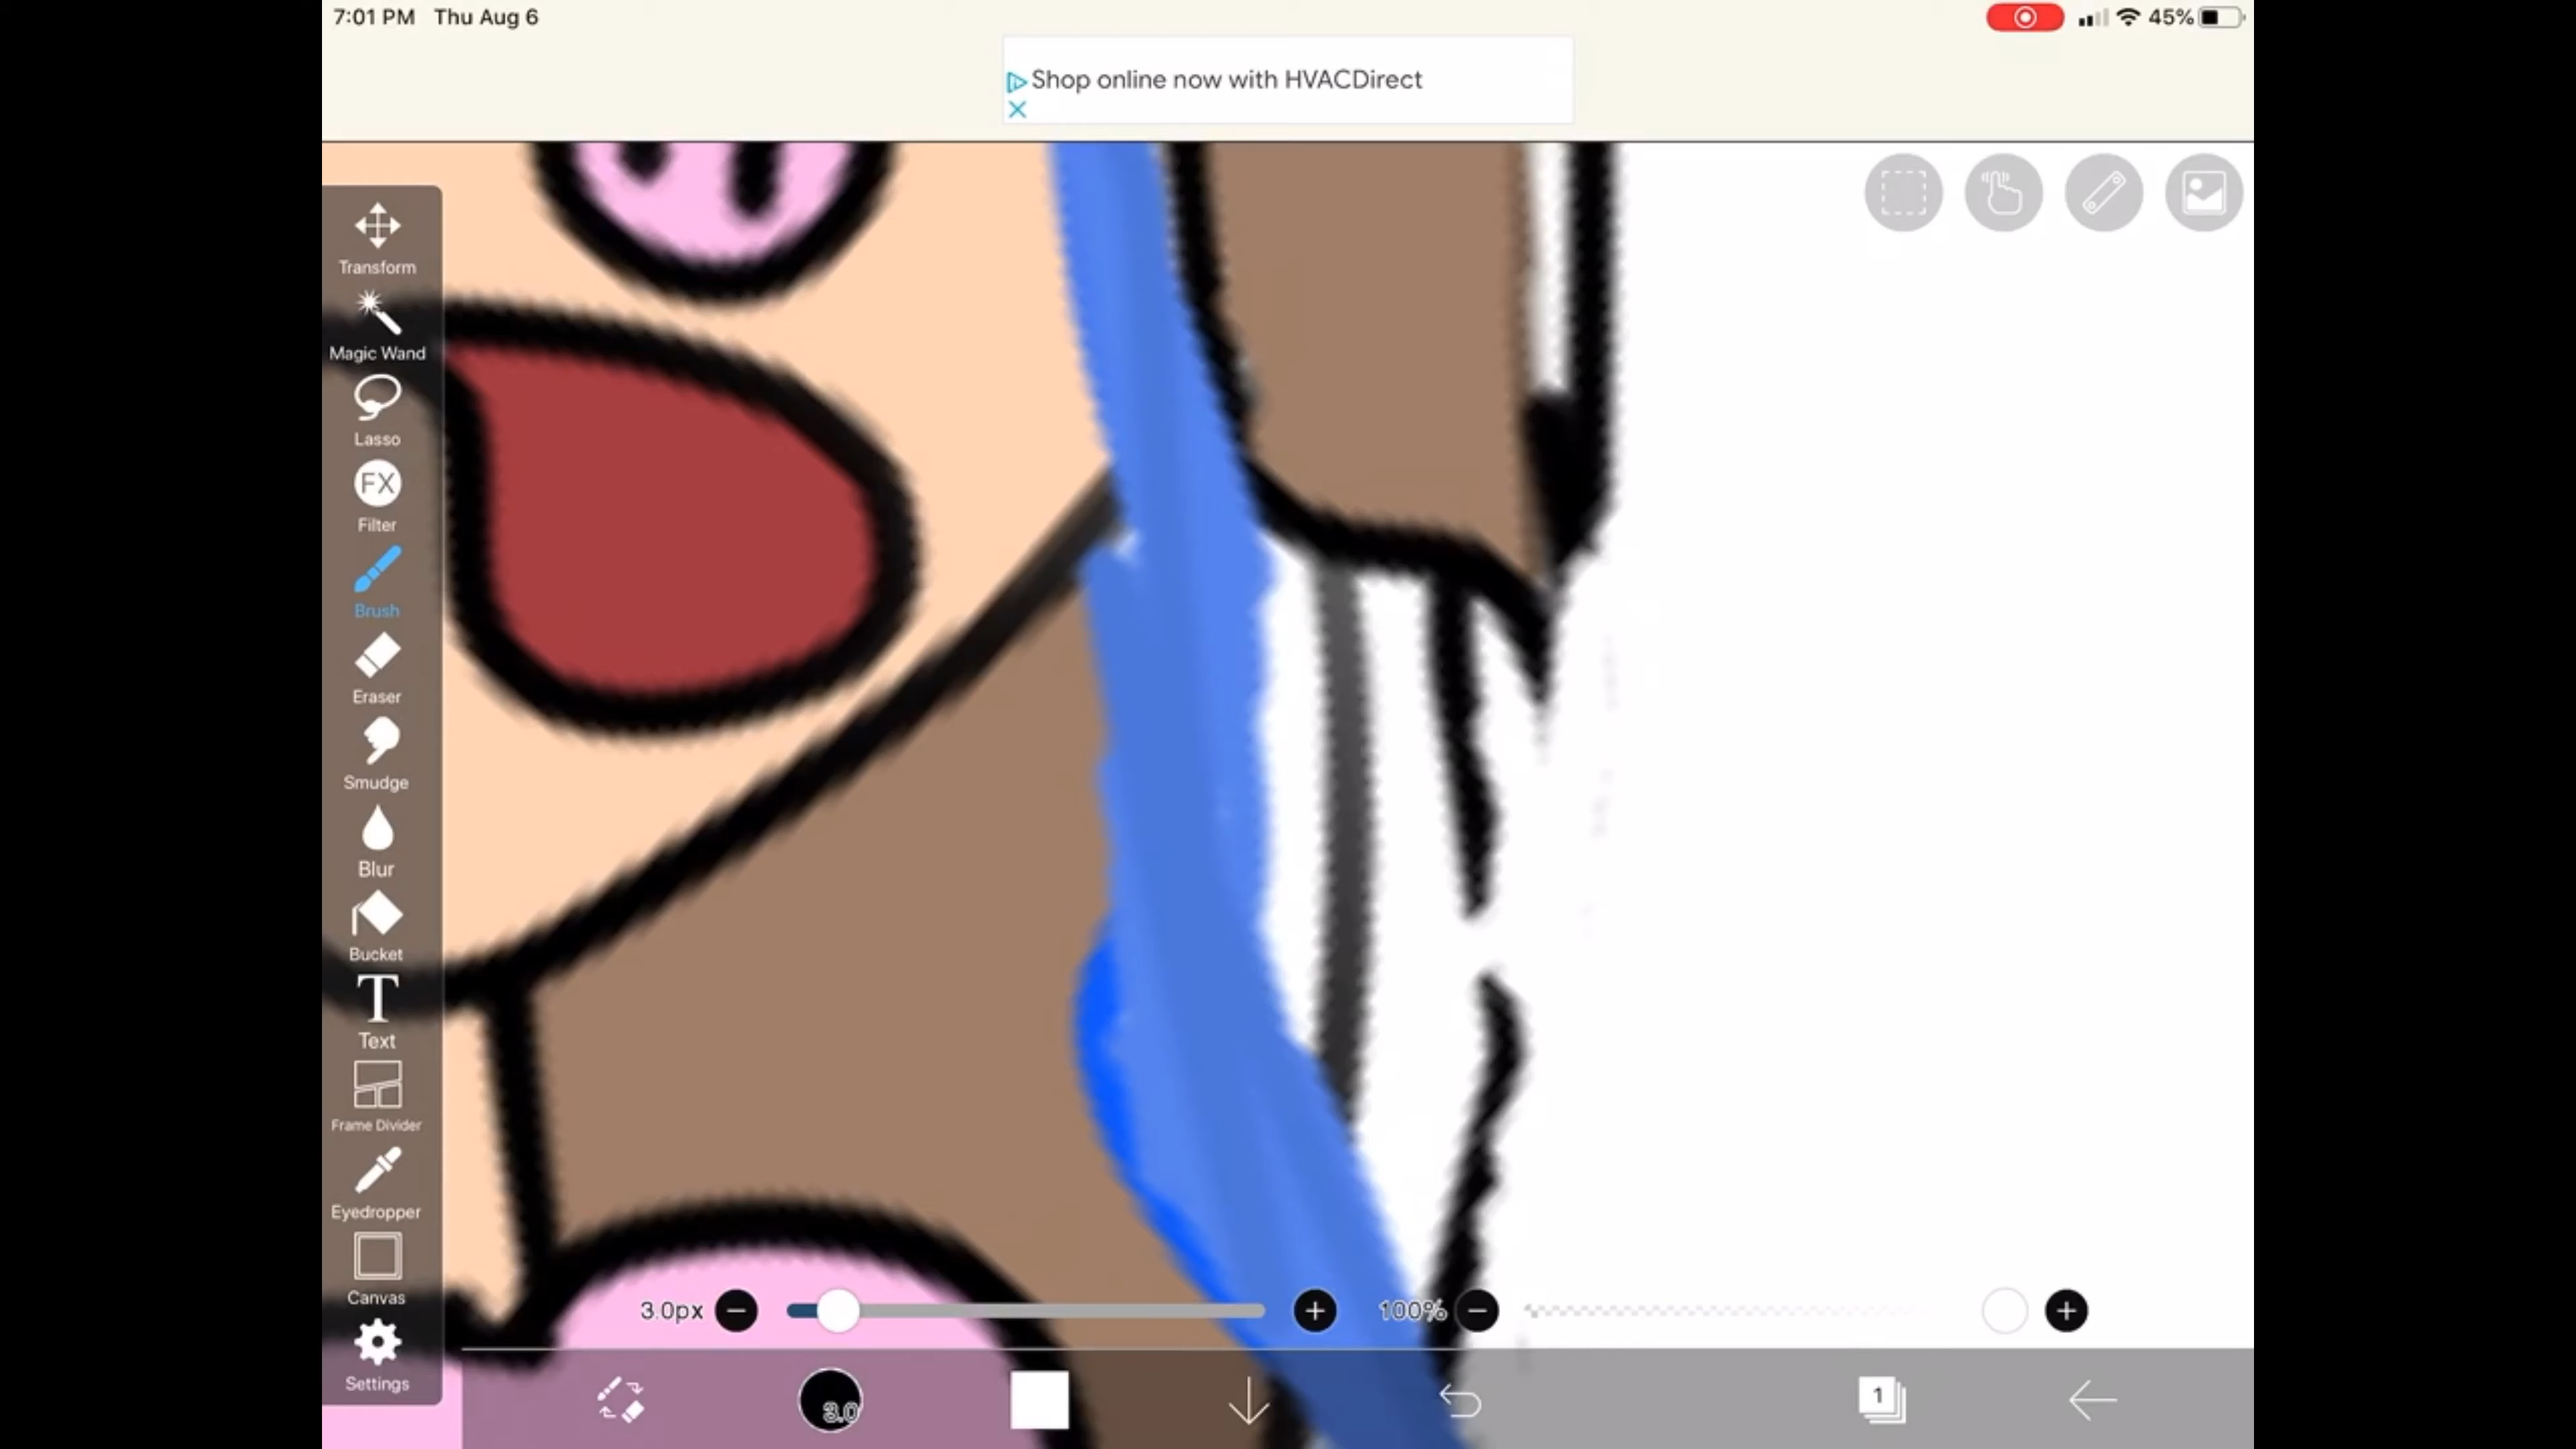 7:01 PM Thu Aug 6
45%
Shop online now with HVACDirect
Transform
Magic Wand
Lasso
FX
Filter
Brush
Eraser
Smudge
Blur
Bucket
T
Text
Frame Divider
Eyedropper
Canvas
Settings
3.0px
100%
3.0
1